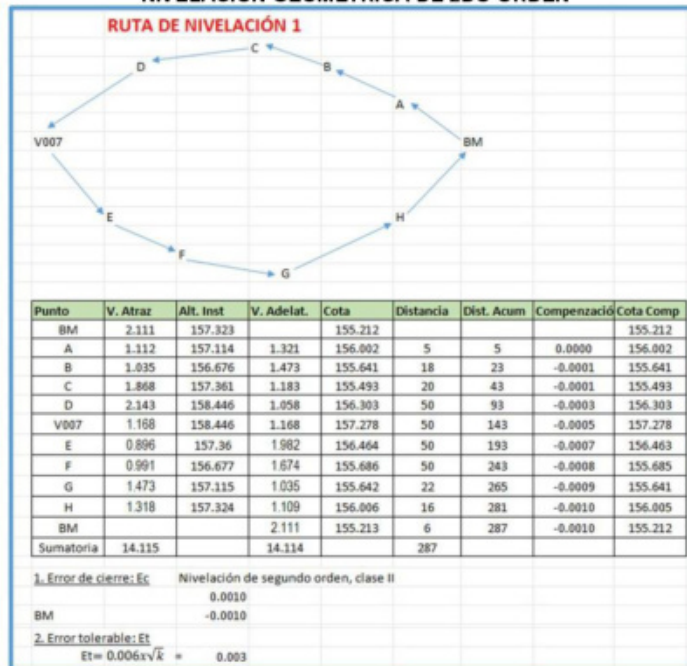 NIVELACIÓN GEOMÉTRICA DE 2DO ORDEN
RUTA DE NIVELACIÓN 1
C
D
B
A
V007
BM
E
H
F
G
Punto V. Atraz Alt. Inst V. Adelat. Cota Distancia Dist. Acum Compenzació Cota Comp
BM 2.111 157.323 155.212 155.212
A 1.112 157.114 1.321 156.002 5 5 0.0000 156.002
B 1.035 156.676 1.473 155.641 18 23 -0.0001 155.641
C 1.868 157.361 1.183 155.493 20 43 -0.0001 155.493
D 2.143 158.446 1.058 156.303 50 93 -0.0003 156.303
V007 1.168 158.446 1.168 157.278 50 143 -0.0005 157.278
E 0.896 157.36 1.982 156.464 50 193 -0.0007 156.463
F 0.991 156.677 1.674 155.686 50 243 -0.0008 155.685
G 1.473 157.115 1.035 155.642 22 265 -0.0009 155.641
H 1.318 157.324 1.109 156.006 16 281 -0.0010 156.005
BM 2.111 155.213 6 287 -0.0010 155.212
Sumatoria 14.115 14.114 287
1. Error de cierre: Ec Nivelación de segundo orden, clase II
0.0010
BM -0.0010
2. Error tolerable: Et
Et= 0.006x√k = 0.003